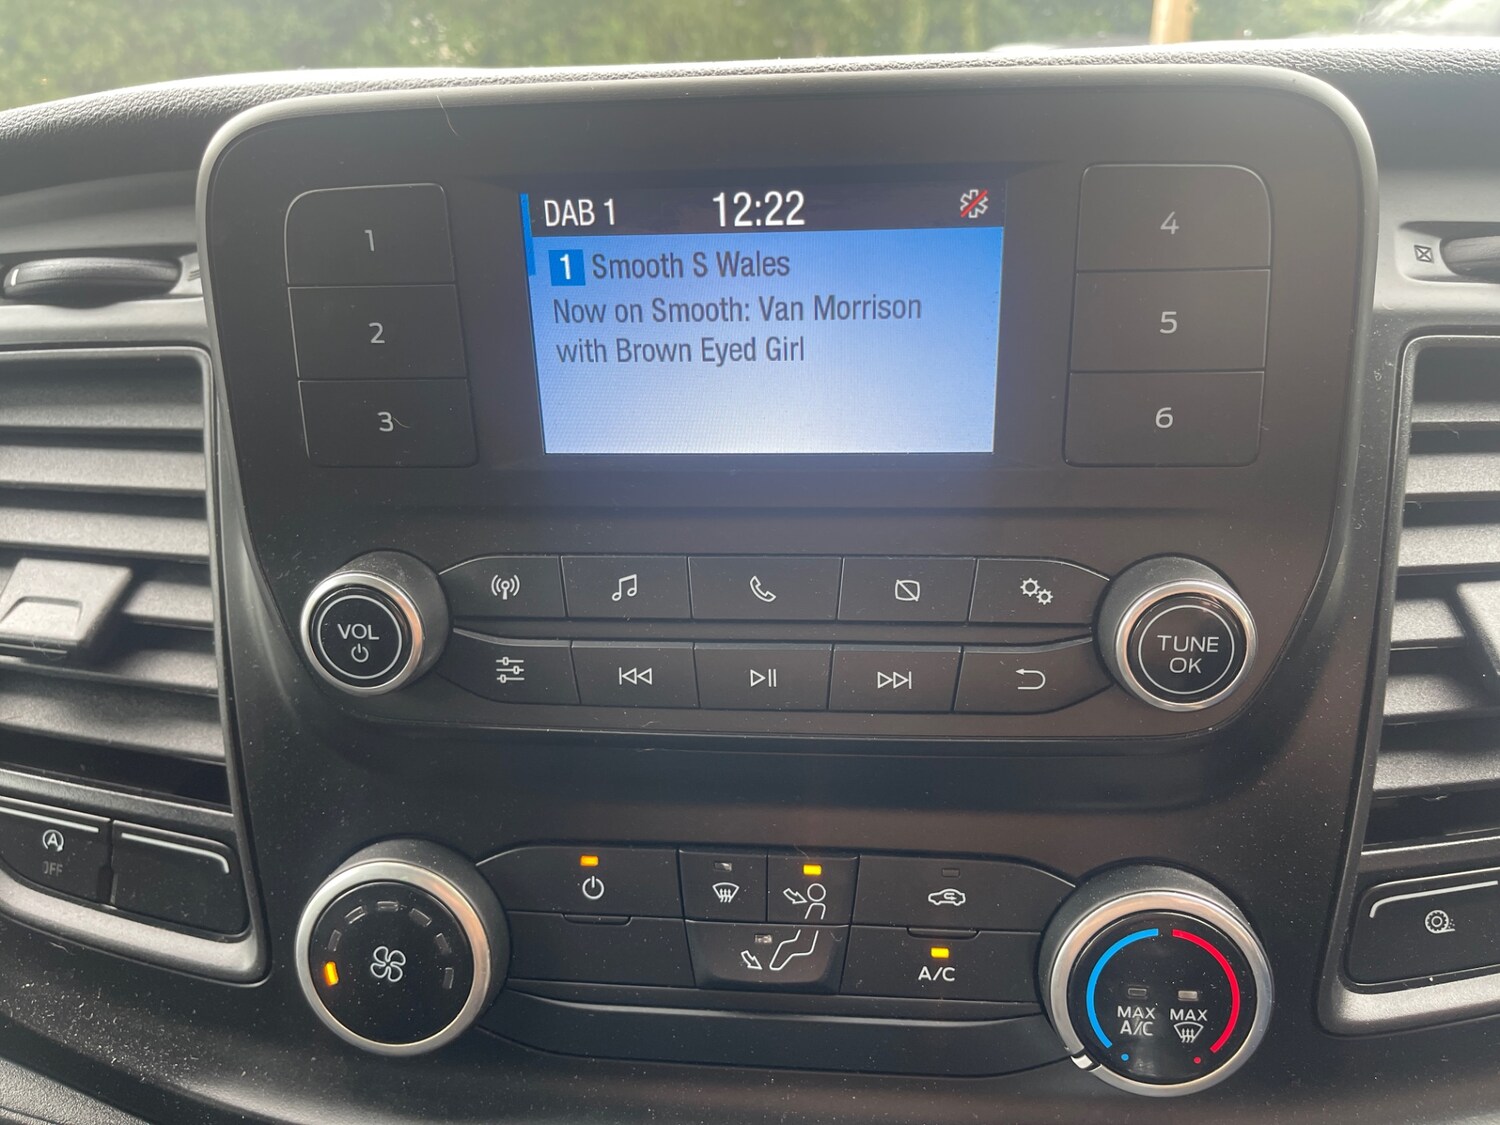 DAB 1 12:22
1 Smooth S Wales
Now on Smooth: Van Morrison
with Brown Eyed Girl
1
2
3
4
5
6
VOL
TUNE
OK
A
OFF
A/C
MAX
A/C
MAX